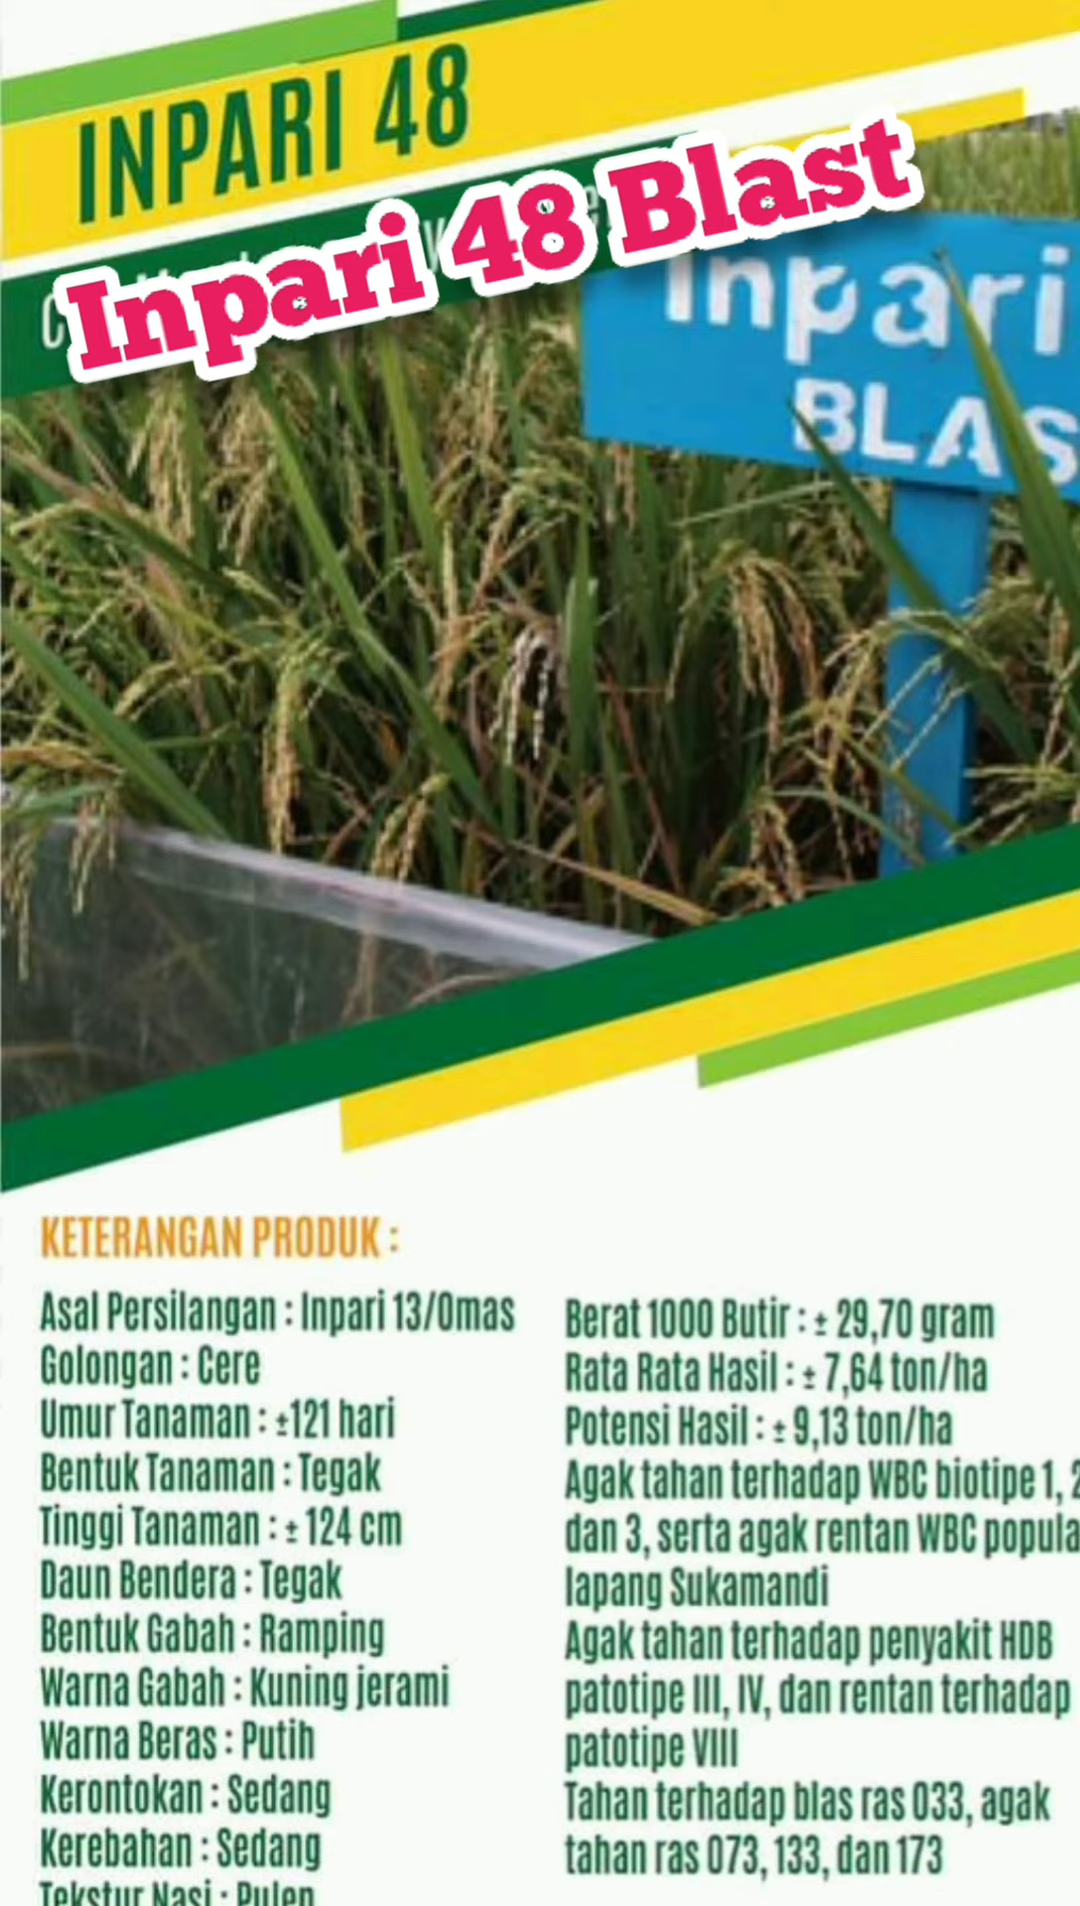 INPARI 48
Inpari 48 Blast
Inpari
BLAS
KETERANGAN PRODUK :
Asal Persilangan : Inpari 13/Omas
Golongan : Cere
Umur Tanaman : ±121 hari
Bentuk Tanaman : Tegak
Tinggi Tanaman : ± 124 cm
Daun Bendera : Tegak
Bentuk Gabah : Ramping
Warna Gabah : Kuning jerami
Warna Beras : Putih
Kerontokan : Sedang
Kerebahan : Sedang
Tekstur Nasi : Pulen
Berat 1000 Butir : ± 29,70 gram
Rata Rata Hasil : ± 7,64 ton/ha
Potensi Hasil : ± 9,13 ton/ha
Agak tahan terhadap WBC biotipe 1, 2
dan 3, serta agak rentan WBC popula
lapang Sukamandi
Agak tahan terhadap penyakit HDB
patotipe III, IV, dan rentan terhadap
patotipe VIII
Tahan terhadap blas ras 033, agak
tahan ras 073, 133, dan 173